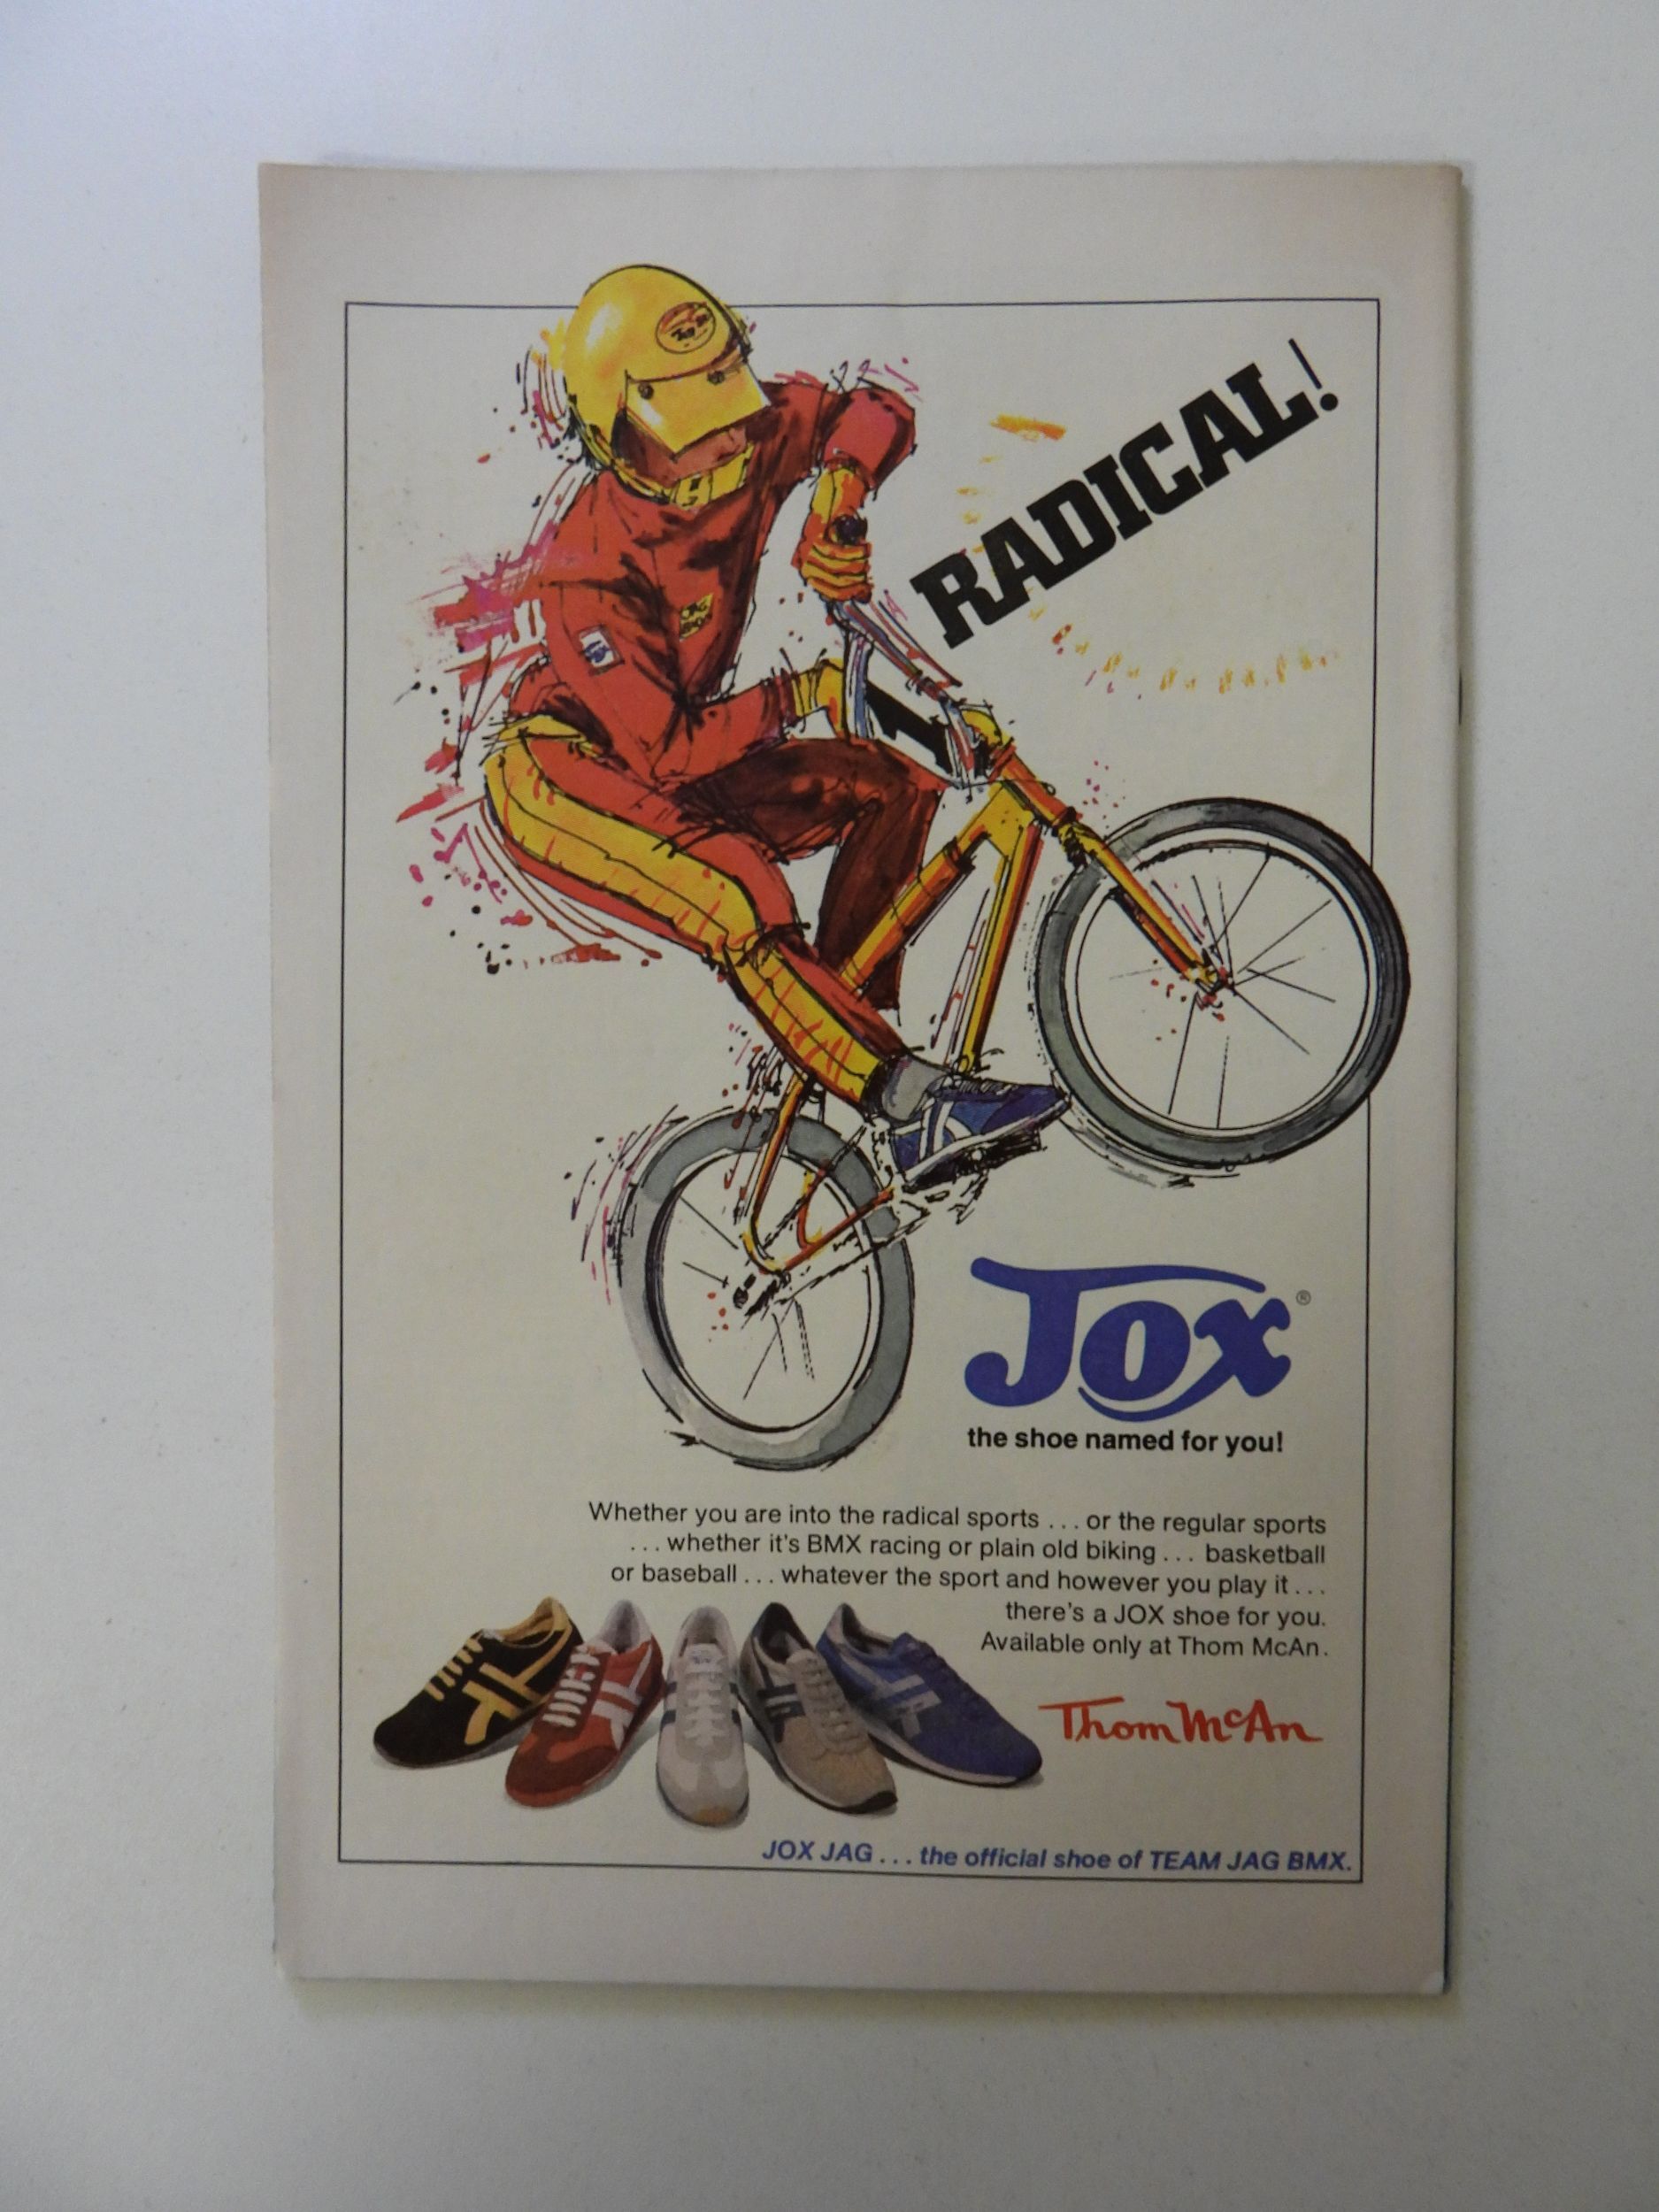 RADICAL!
JAG
BMX
1
Jox®
the shoe named for you!
Whether you are into the radical sports . . . or the regular sports
. . . whether it's BMX racing or plain old biking . . . basketball
or baseball . . . whatever the sport and however you play it . . .
there's a JOX shoe for you.
Available only at Thom McAn.
Thom McAn
JOX JAG . . . the official shoe of TEAM JAG BMX.